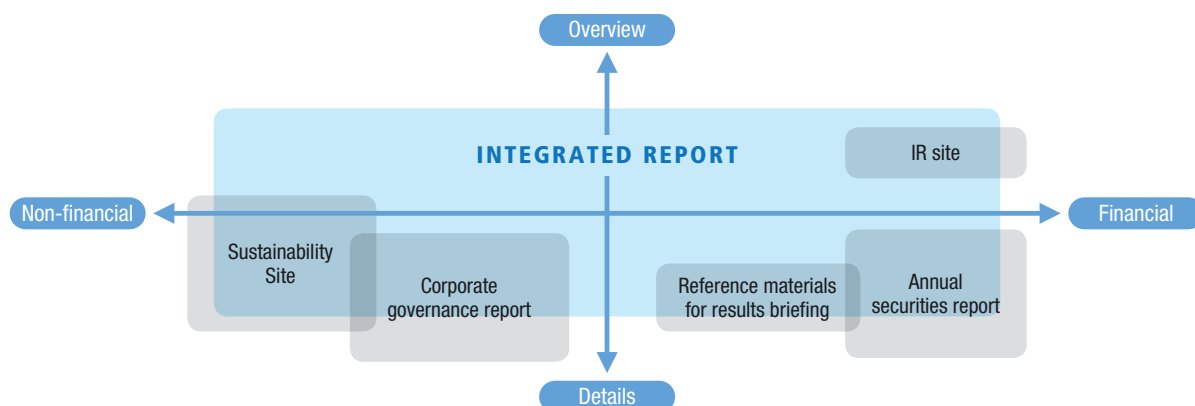 Overview
INTEGRATED REPORT
IR site
Non-financial
Financial
Sustainability
Site
Corporate
governance report
Reference materials
for results briefing
Annual
securities report
Details